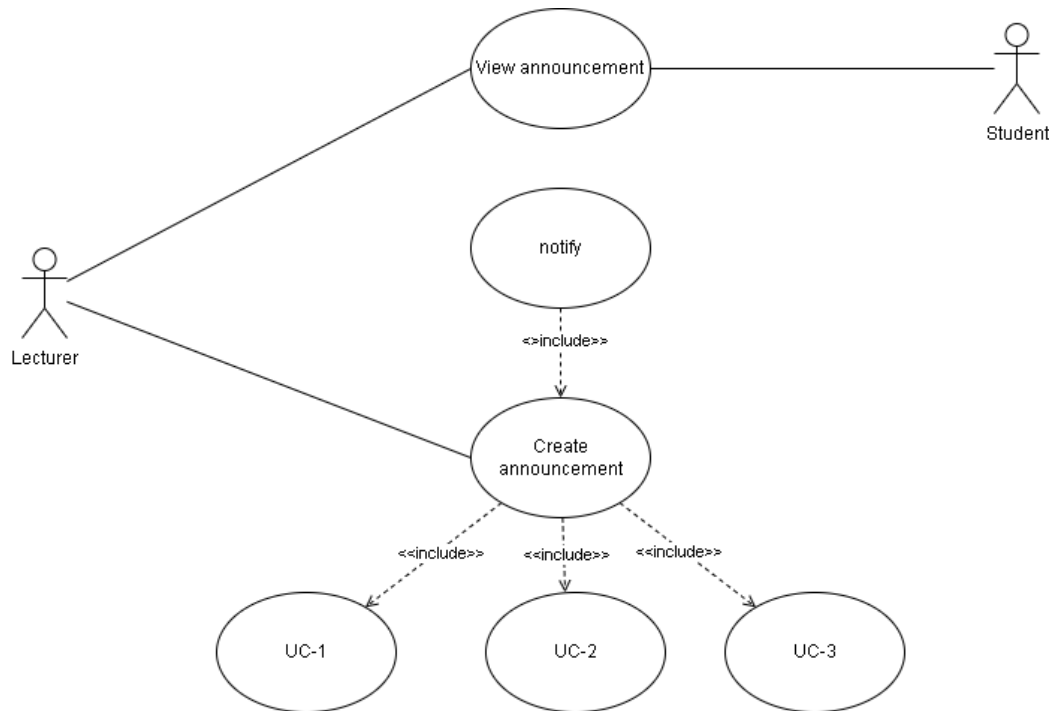 View announcement
Student
notify
Lecturer
<>include>>
Create
announcement
<<include>>
<<include>>
<<include>>
UC-1
UC-2
UC-3